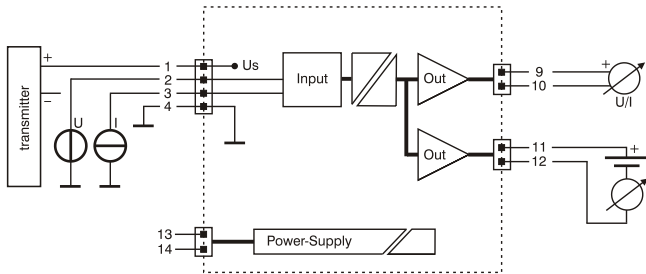 transmitter
+
−
U
I
1
2
3
4
Us
Input
Out
Out
9
10
+
U/I
11
12
+
13
14
Power-Supply